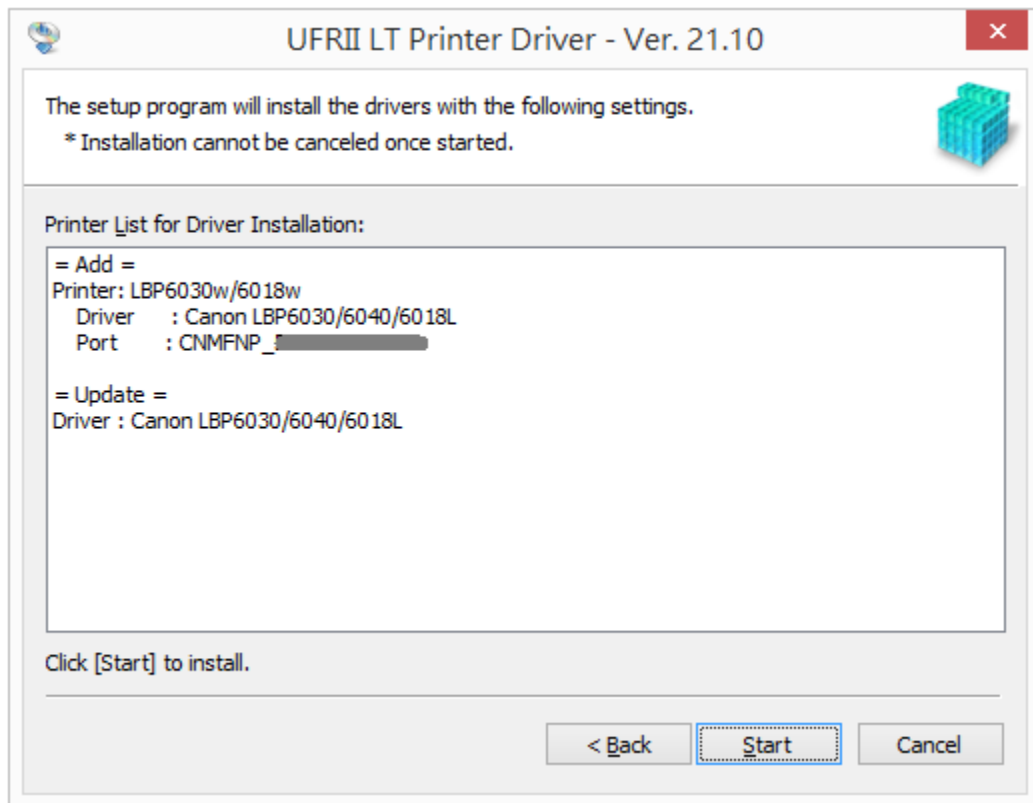 UFRII LT Printer Driver - Ver. 21.10
The setup program will install the drivers with the following settings.
* Installation cannot be canceled once started.
Printer List for Driver Installation:
= Add =
Printer: LBP6030w/6018w
Driver : Canon LBP6030/6040/6018L
Port : CNMFNP_
= Update =
Driver : Canon LBP6030/6040/6018L
Click [Start] to install.
< Back
Start
Cancel